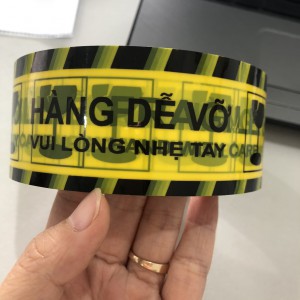 HÀNG DỄ VỠ
VUI LÒNG NHẸ TAY